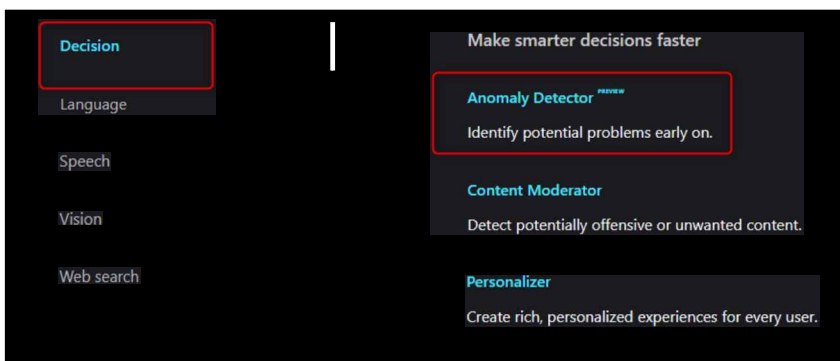 Decision
Language
Speech
Vision
Web search
Make smarter decisions faster
Anomaly Detector PREVIEW
Identify potential problems early on.
Content Moderator
Detect potentially offensive or unwanted content.
Personalizer
Create rich, personalized experiences for every user.